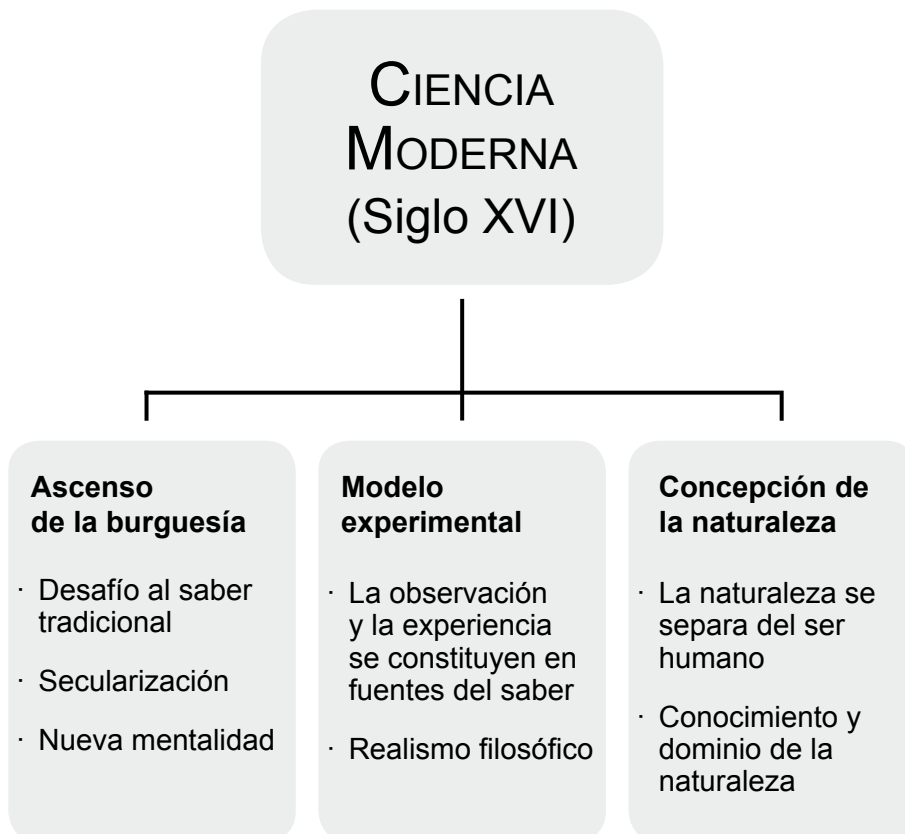 CIENCIA
MODERNA
(Siglo XVI)
Ascenso
de la burguesía
· Desafío al saber
tradicional
· Secularización
· Nueva mentalidad
Modelo
experimental
· La observación
y la experiencia
se constituyen en
fuentes del saber
· Realismo filosófico
Concepción de
la naturaleza
· La naturaleza se
separa del ser
humano
· Conocimiento y
dominio de la
naturaleza